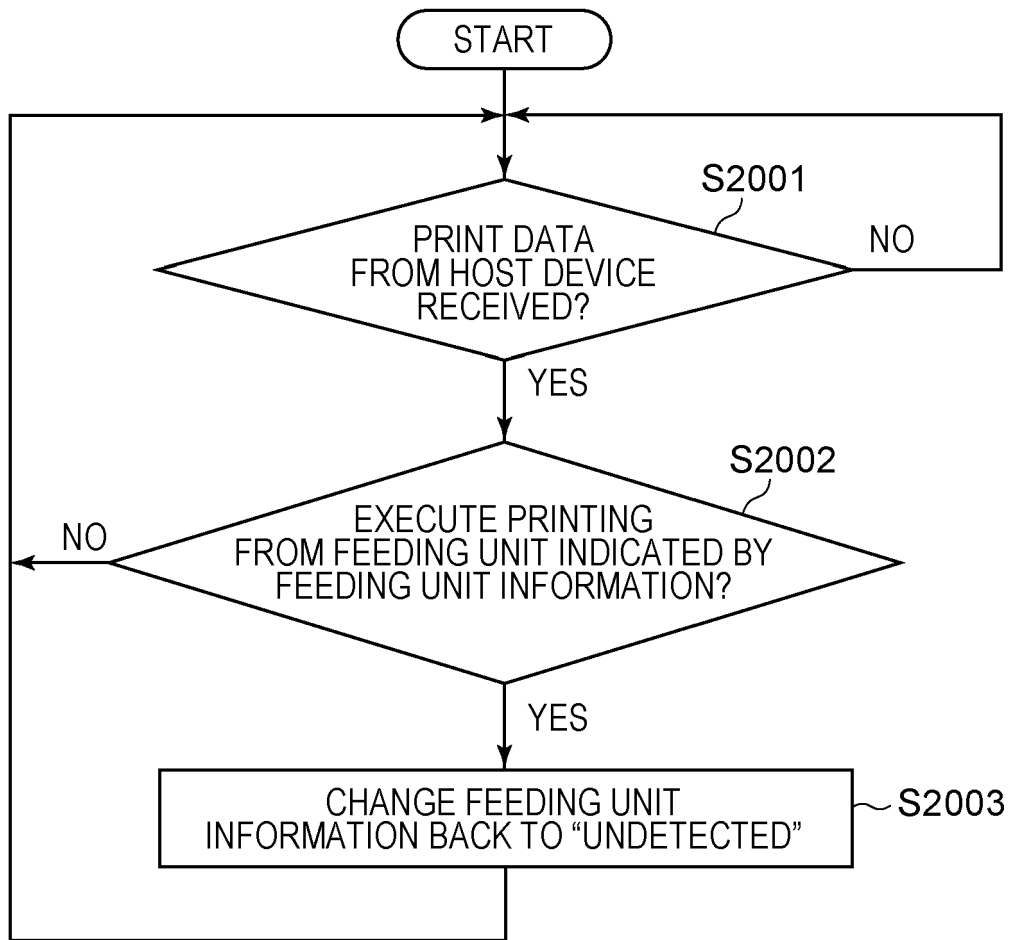 START
S2001
PRINT DATA
FROM HOST DEVICE
RECEIVED?
NO
YES
S2002
EXECUTE PRINTING
FROM FEEDING UNIT INDICATED BY
FEEDING UNIT INFORMATION?
NO
YES
CHANGE FEEDING UNIT
INFORMATION BACK TO “UNDETECTED”
S2003